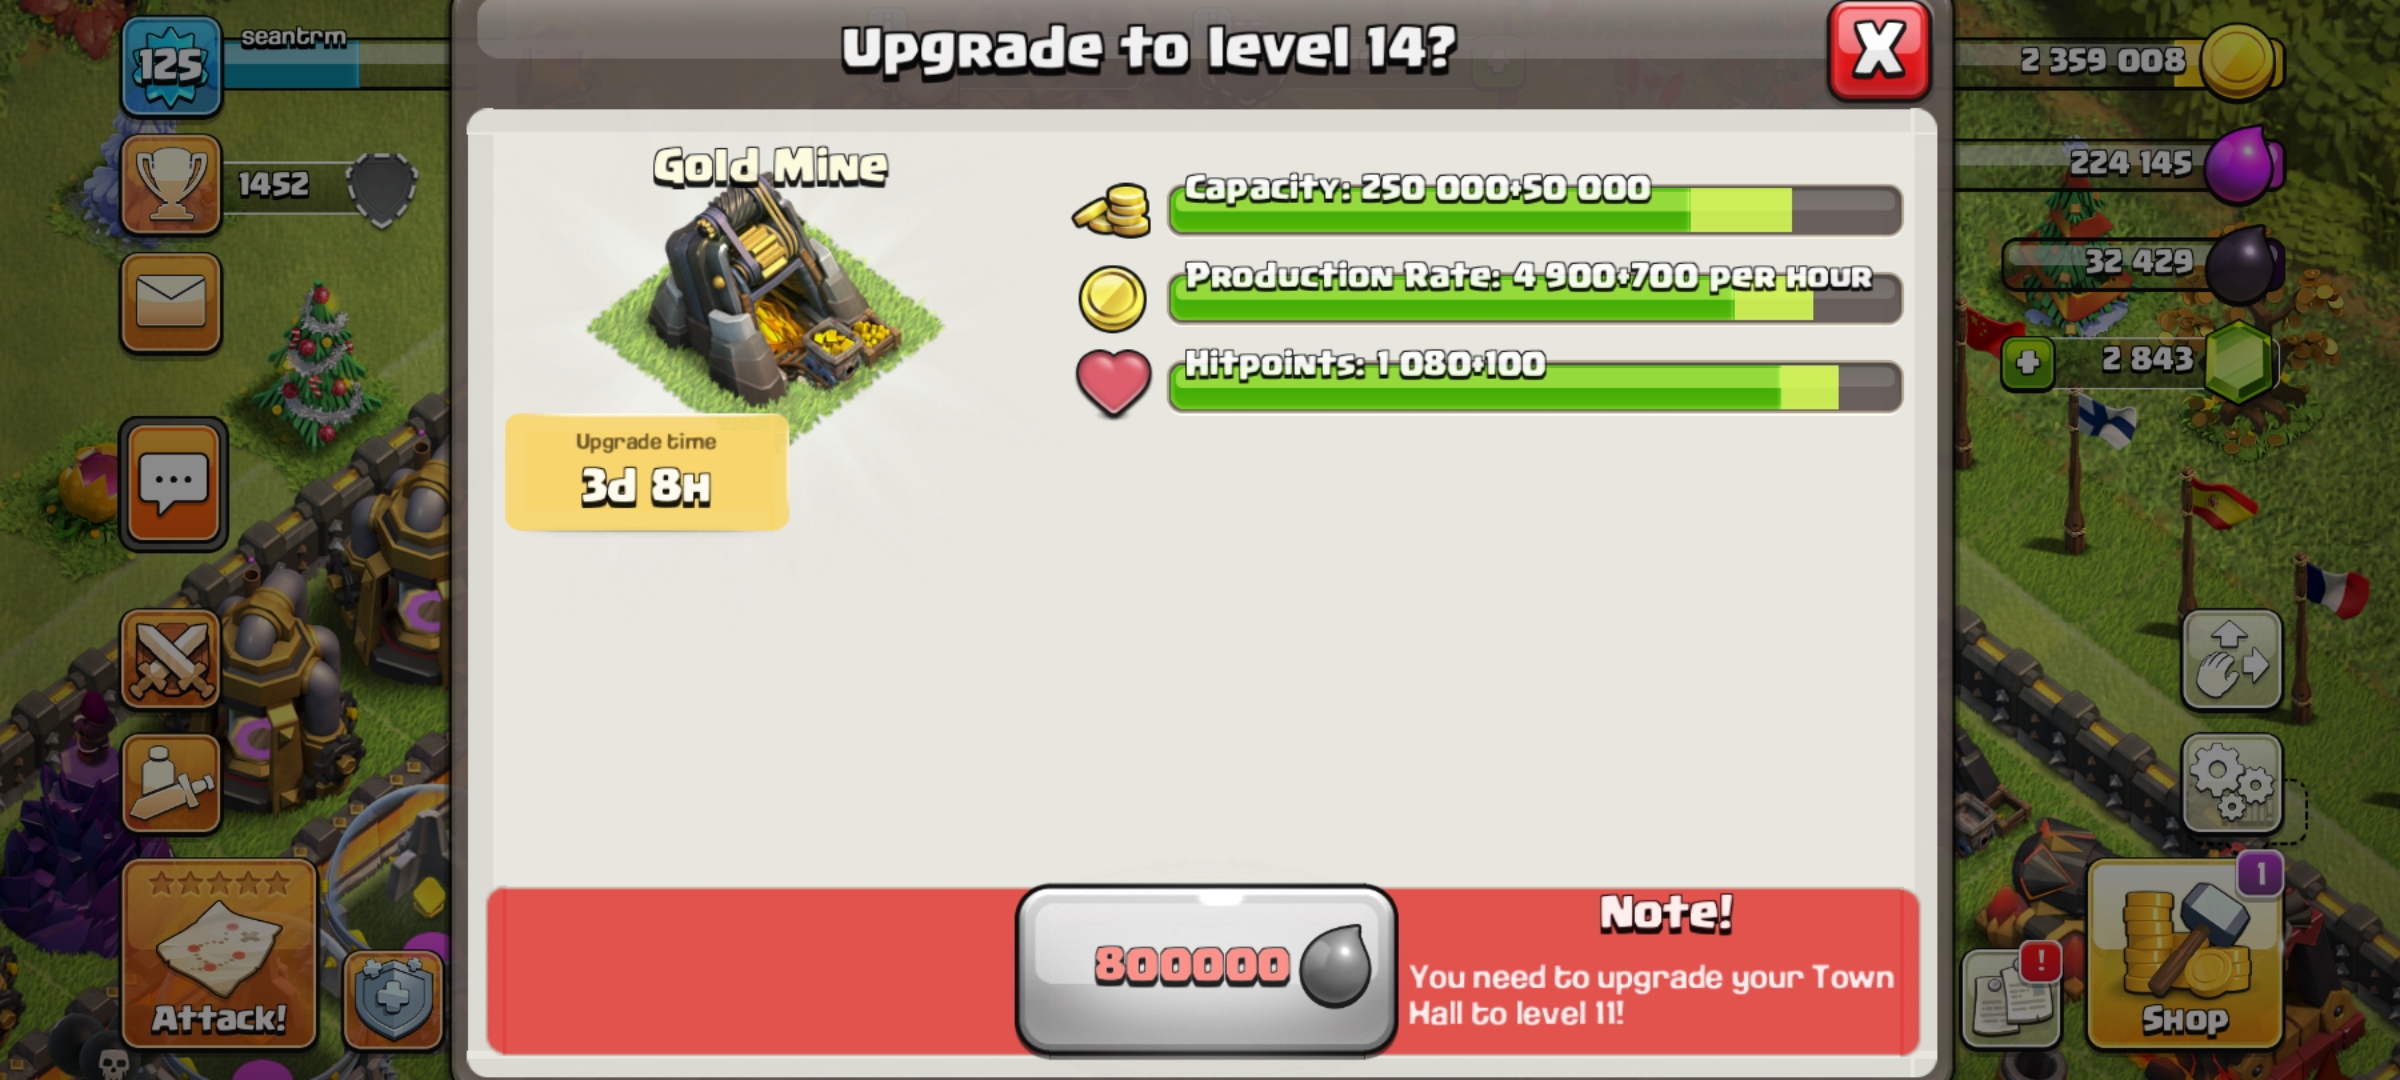 Upgrade to level 14?
X
125
seantrm
1452
2 359 008
224 145
32 429
2 843
Gold Mine
Upgrade time
3d 8H
Capacity: 250 000+50 000
Production Rate: 4 900+700 per hour
Hitpoints: 1 080+100
800000
Note!
You need to upgrade your Town
Hall to level 11!
Attack!
!
1
Shop